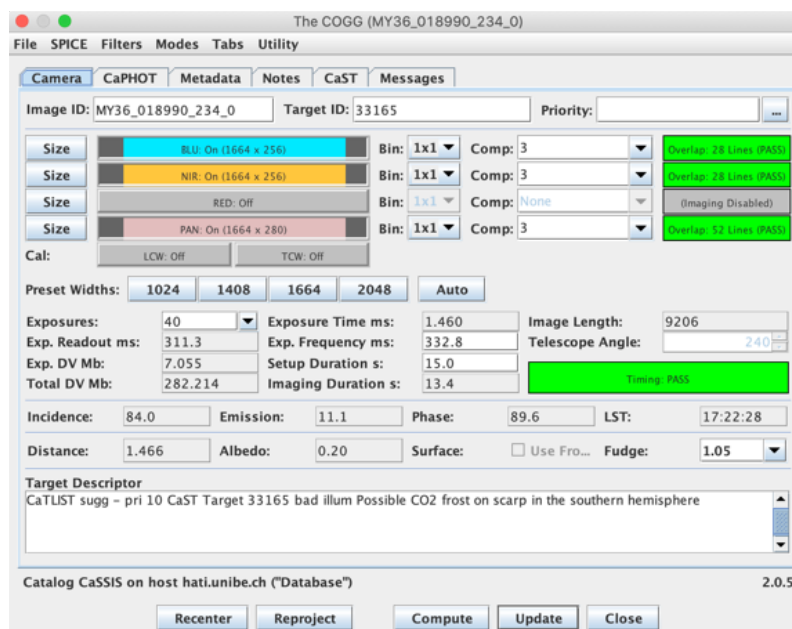 The COGG (MY36_018990_234_0)
File SPICE Filters Modes Tabs Utility
Camera CaPHOT Metadata Notes CaST Messages
Image ID: MY36_018990_234_0 Target ID: 33165 Priority: ...
Size BLU: On (1664 x 256) Bin: 1x1 Comp: 3 Overlap: 28 Lines (PASS)
Size NIR: On (1664 x 256) Bin: 1x1 Comp: 3 Overlap: 28 Lines (PASS)
Size RED: Off Bin: 1x1 Comp: None (Imaging Disabled)
Size PAN: On (1664 x 280) Bin: 1x1 Comp: 3 Overlap: 52 Lines (PASS)
Cal: LCW: Off TCW: Off
Preset Widths: 1024 1408 1664 2048 Auto
Exposures: 40 Exposure Time ms: 1.460 Image Length: 9206
Exp. Readout ms: 311.3 Exp. Frequency ms: 332.8 Telescope Angle: 240
Exp. DV Mb: 7.055 Setup Duration s: 15.0
Total DV Mb: 282.214 Imaging Duration s: 13.4 Timing: PASS
Incidence: 84.0 Emission: 11.1 Phase: 89.6 LST: 17:22:28
Distance: 1.466 Albedo: 0.20 Surface: Use Fro... Fudge: 1.05
Target Descriptor
CaTLIST sugg – pri 10 CaST Target 33165 bad illum Possible CO2 frost on scarp in the southern hemisphere
Catalog CaSSIS on host hati.unibe.ch ("Database") 2.0.5
Recenter Reproject Compute Update Close